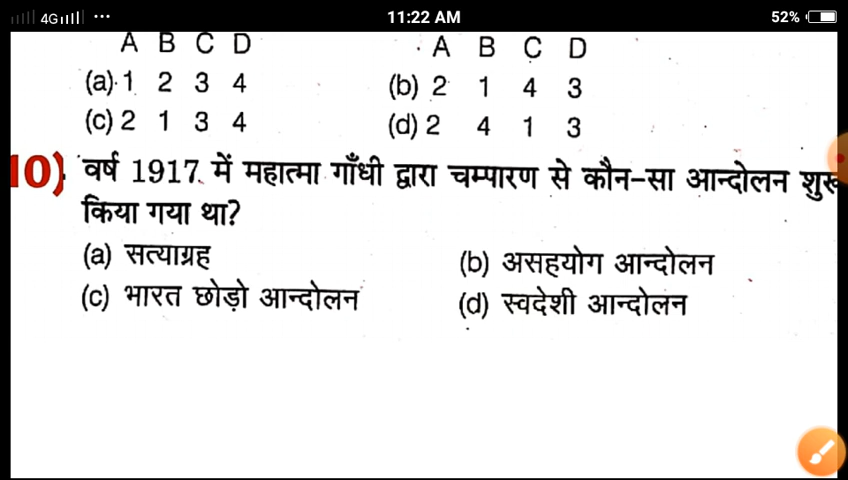 4G ... 11:22 AM 52%
A B C D A B C D
(a) 1 2 3 4 (b) 2 1 4 3
(c) 2 1 3 4 (d) 2 4 1 3
10). वर्ष 1917 में महात्मा गाँधी द्वारा चम्पारण से कौन-सा आन्दोलन शुरू
किया गया था?
(a) सत्याग्रह (b) असहयोग आन्दोलन
(c) भारत छोड़ो आन्दोलन (d) स्वदेशी आन्दोलन